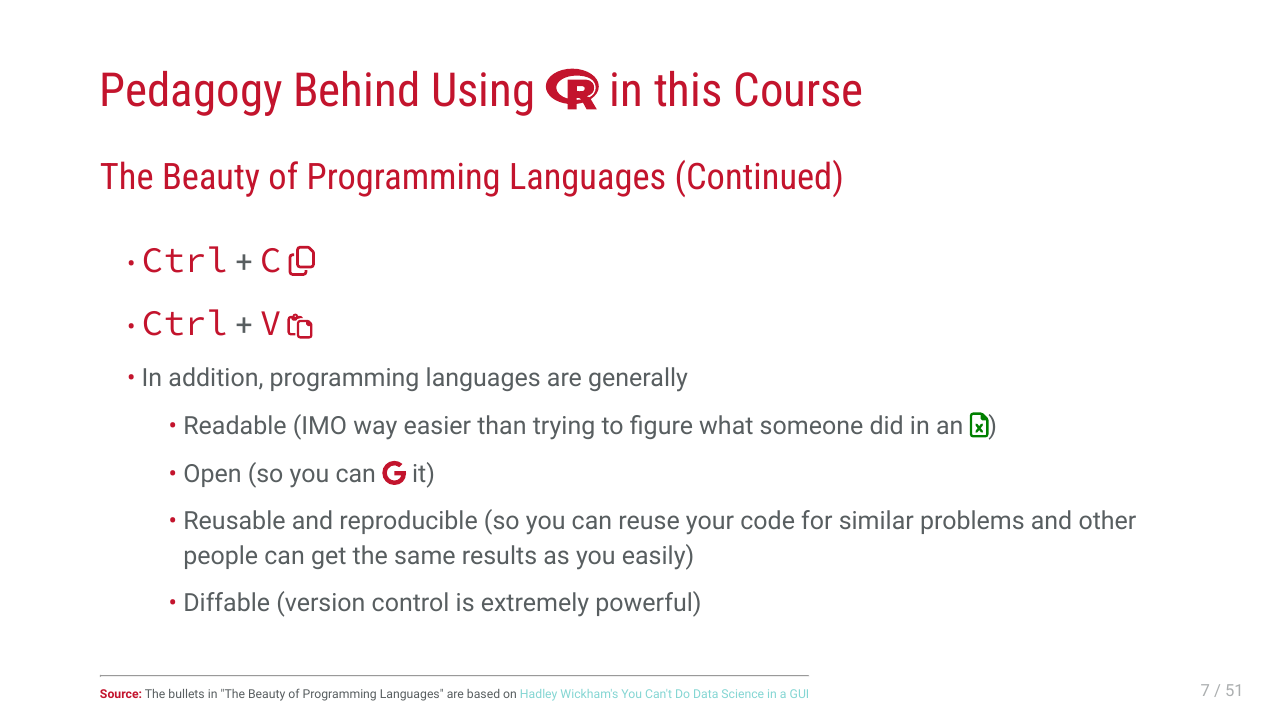 Pedagogy Behind Using R in this Course
The Beauty of Programming Languages (Continued)
• Ctrl + C
• Ctrl + V
• In addition, programming languages are generally
• Readable (IMO way easier than trying to figure what someone did in an x)
• Open (so you can G it)
• Reusable and reproducible (so you can reuse your code for similar problems and other
people can get the same results as you easily)
• Diffable (version control is extremely powerful)
Source: The bullets in "The Beauty of Programming Languages" are based on Hadley Wickham's You Can't Do Data Science in a GUI
7 / 51